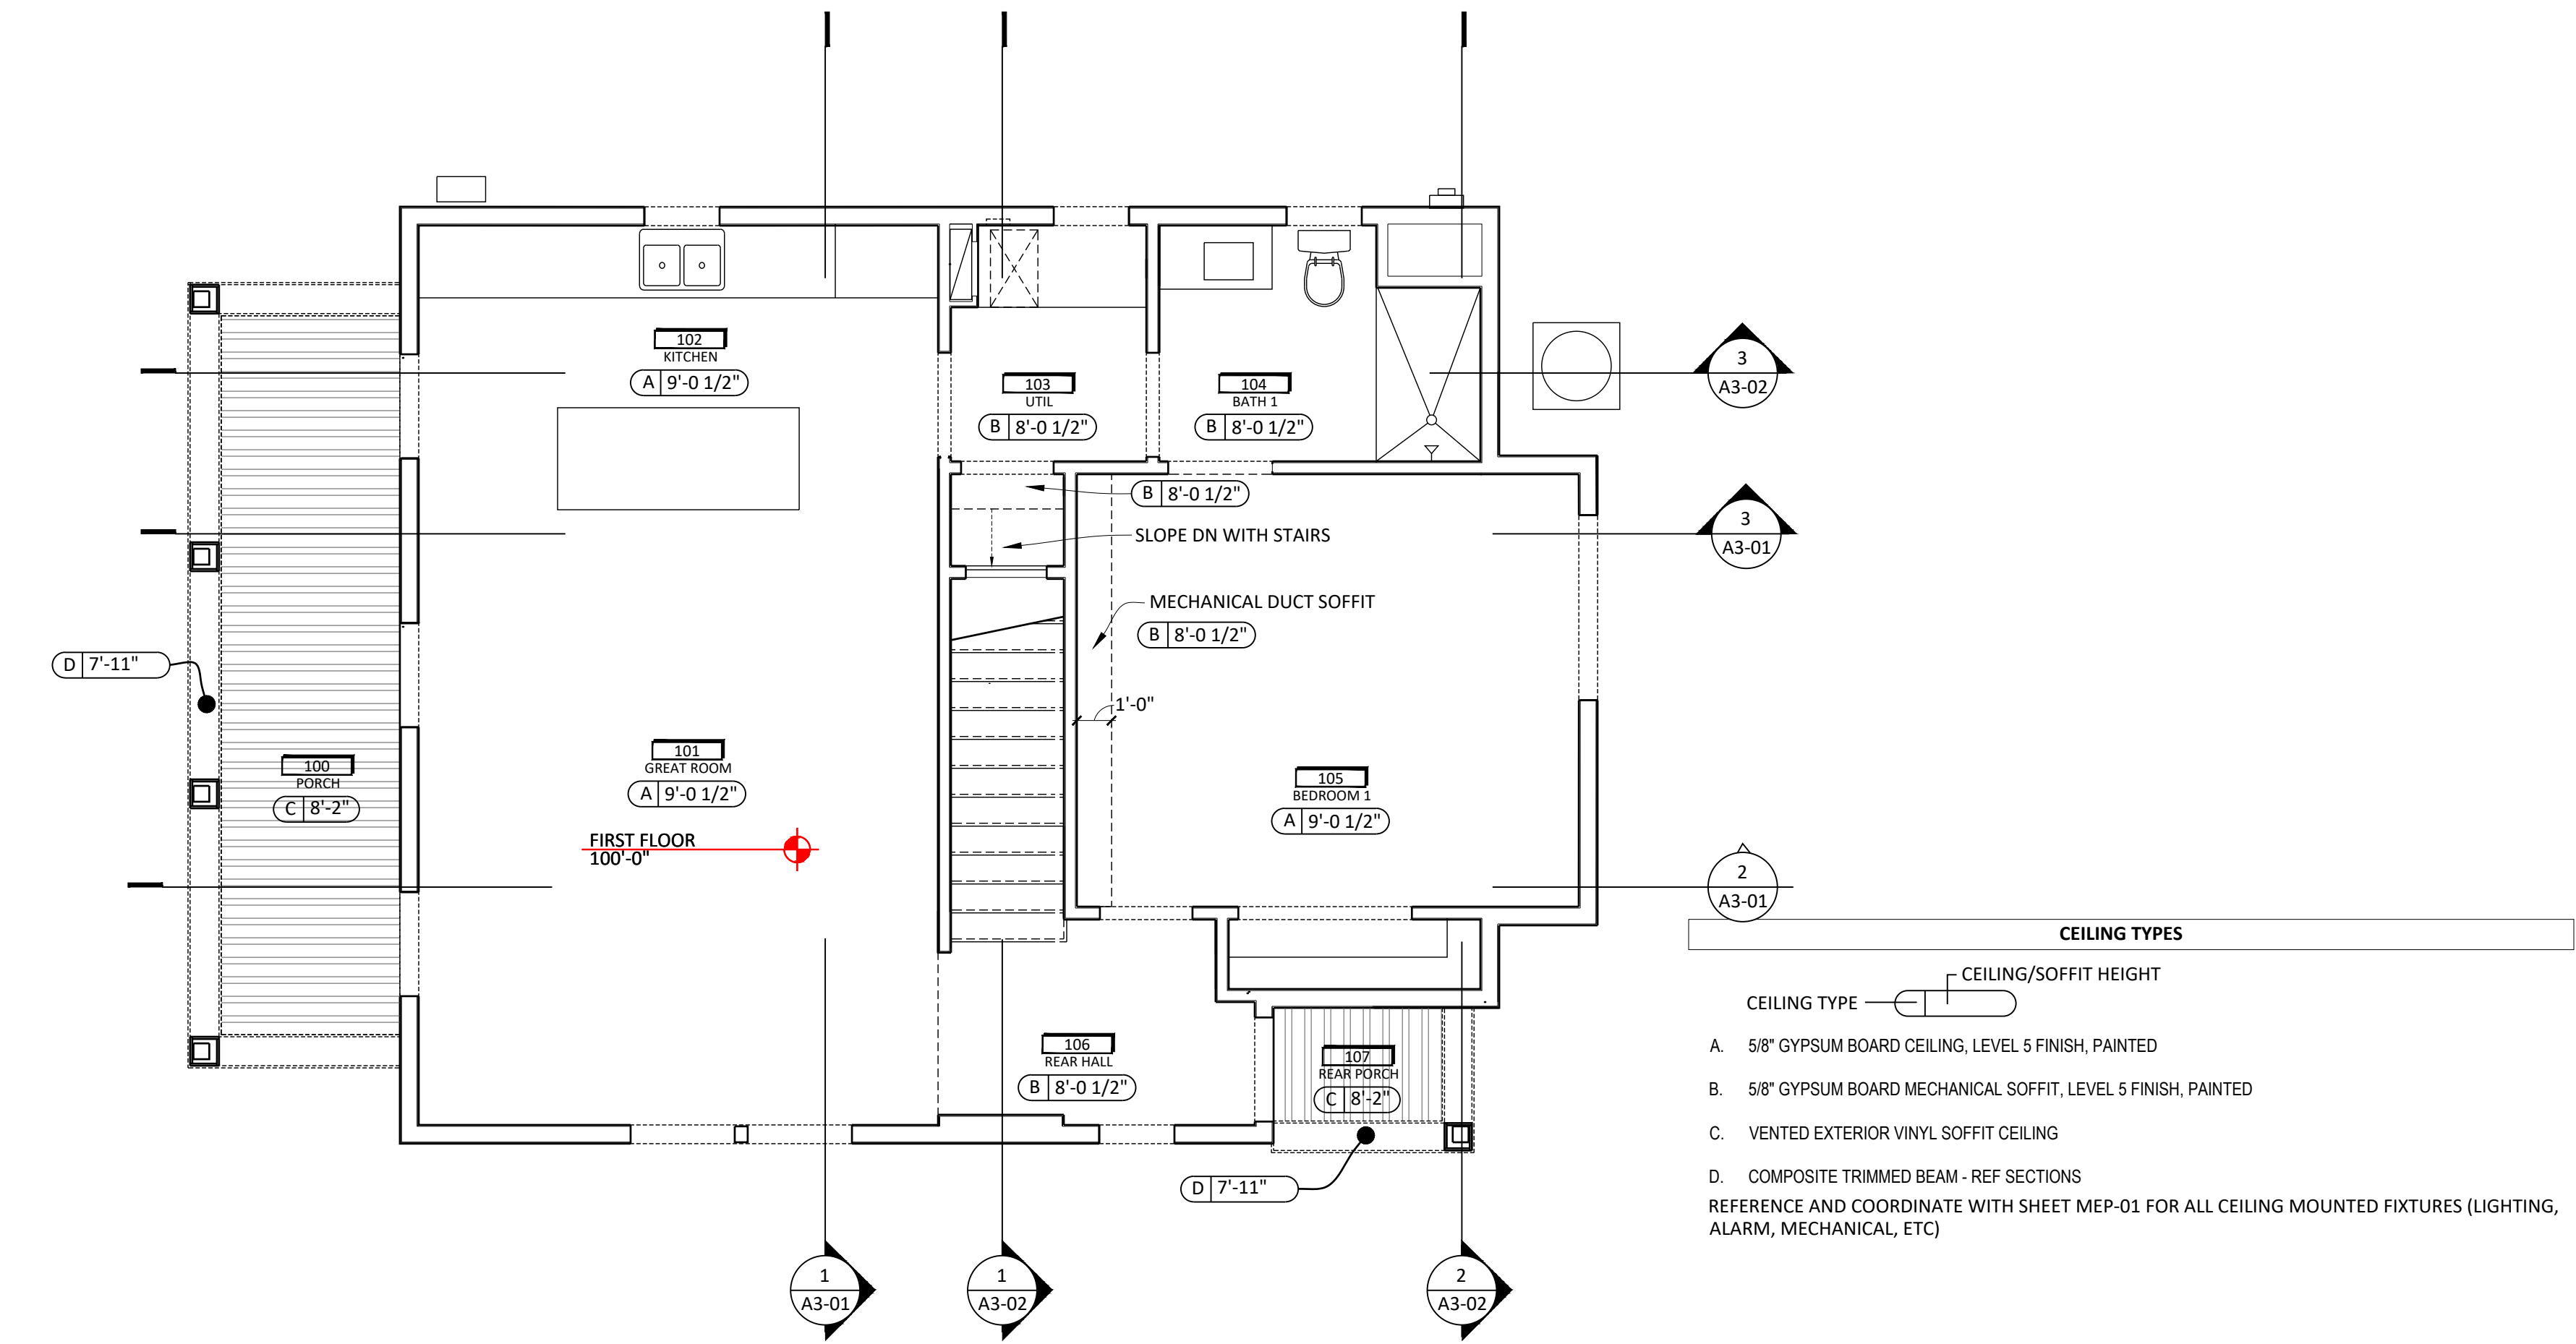 102
KITCHEN
A 9'-0 1/2"
103
UTIL
B 8'-0 1/2"
104
BATH 1
B 8'-0 1/2"
3
A3-02
B 8'-0 1/2"
SLOPE DN WITH STAIRS
3
A3-01
MECHANICAL DUCT SOFFIT
B 8'-0 1/2"
D 7'-11"
1'-0"
100
PORCH
C 8'-2"
101
GREAT ROOM
A 9'-0 1/2"
105
BEDROOM 1
A 9'-0 1/2"
FIRST FLOOR
100'-0"
2
A3-01
106
REAR HALL
B 8'-0 1/2"
107
REAR PORCH
C 8'-2"
D 7'-11"
1
A3-01
1
A3-02
2
A3-02
CEILING TYPES
CEILING/SOFFIT HEIGHT
CEILING TYPE
A. 5/8" GYPSUM BOARD CEILING, LEVEL 5 FINISH, PAINTED
B. 5/8" GYPSUM BOARD MECHANICAL SOFFIT, LEVEL 5 FINISH, PAINTED
C. VENTED EXTERIOR VINYL SOFFIT CEILING
D. COMPOSITE TRIMMED BEAM - REF SECTIONS
REFERENCE AND COORDINATE WITH SHEET MEP-01 FOR ALL CEILING MOUNTED FIXTURES (LIGHTING,
ALARM, MECHANICAL, ETC)